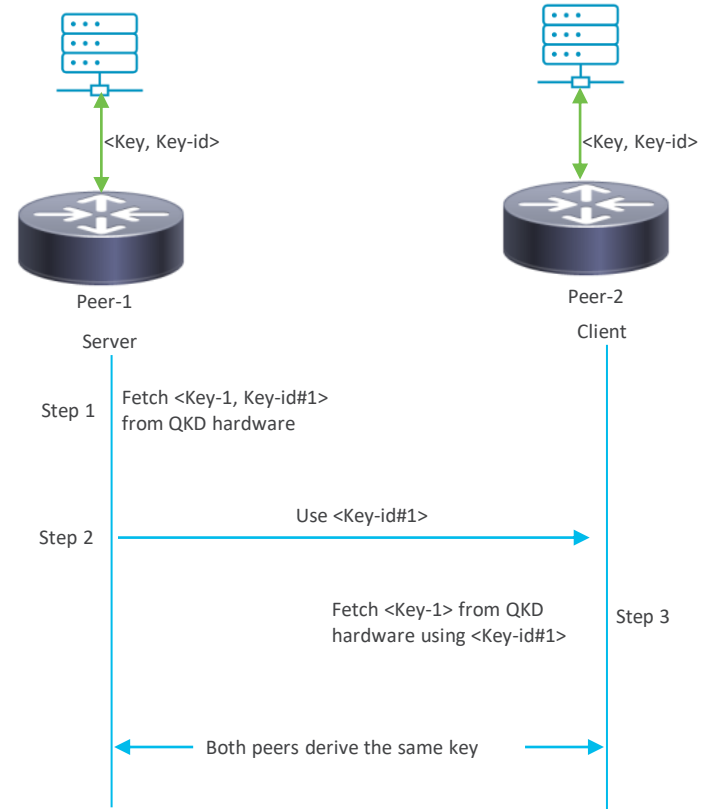 <Key, Key-id>
<Key, Key-id>
Peer-1
Peer-2
Server
Client
Step 1
Fetch <Key-1, Key-id#1>
from QKD hardware
Use <Key-id#1>
Step 2
Fetch <Key-1> from QKD
hardware using <Key-id#1>
Step 3
Both peers derive the same key